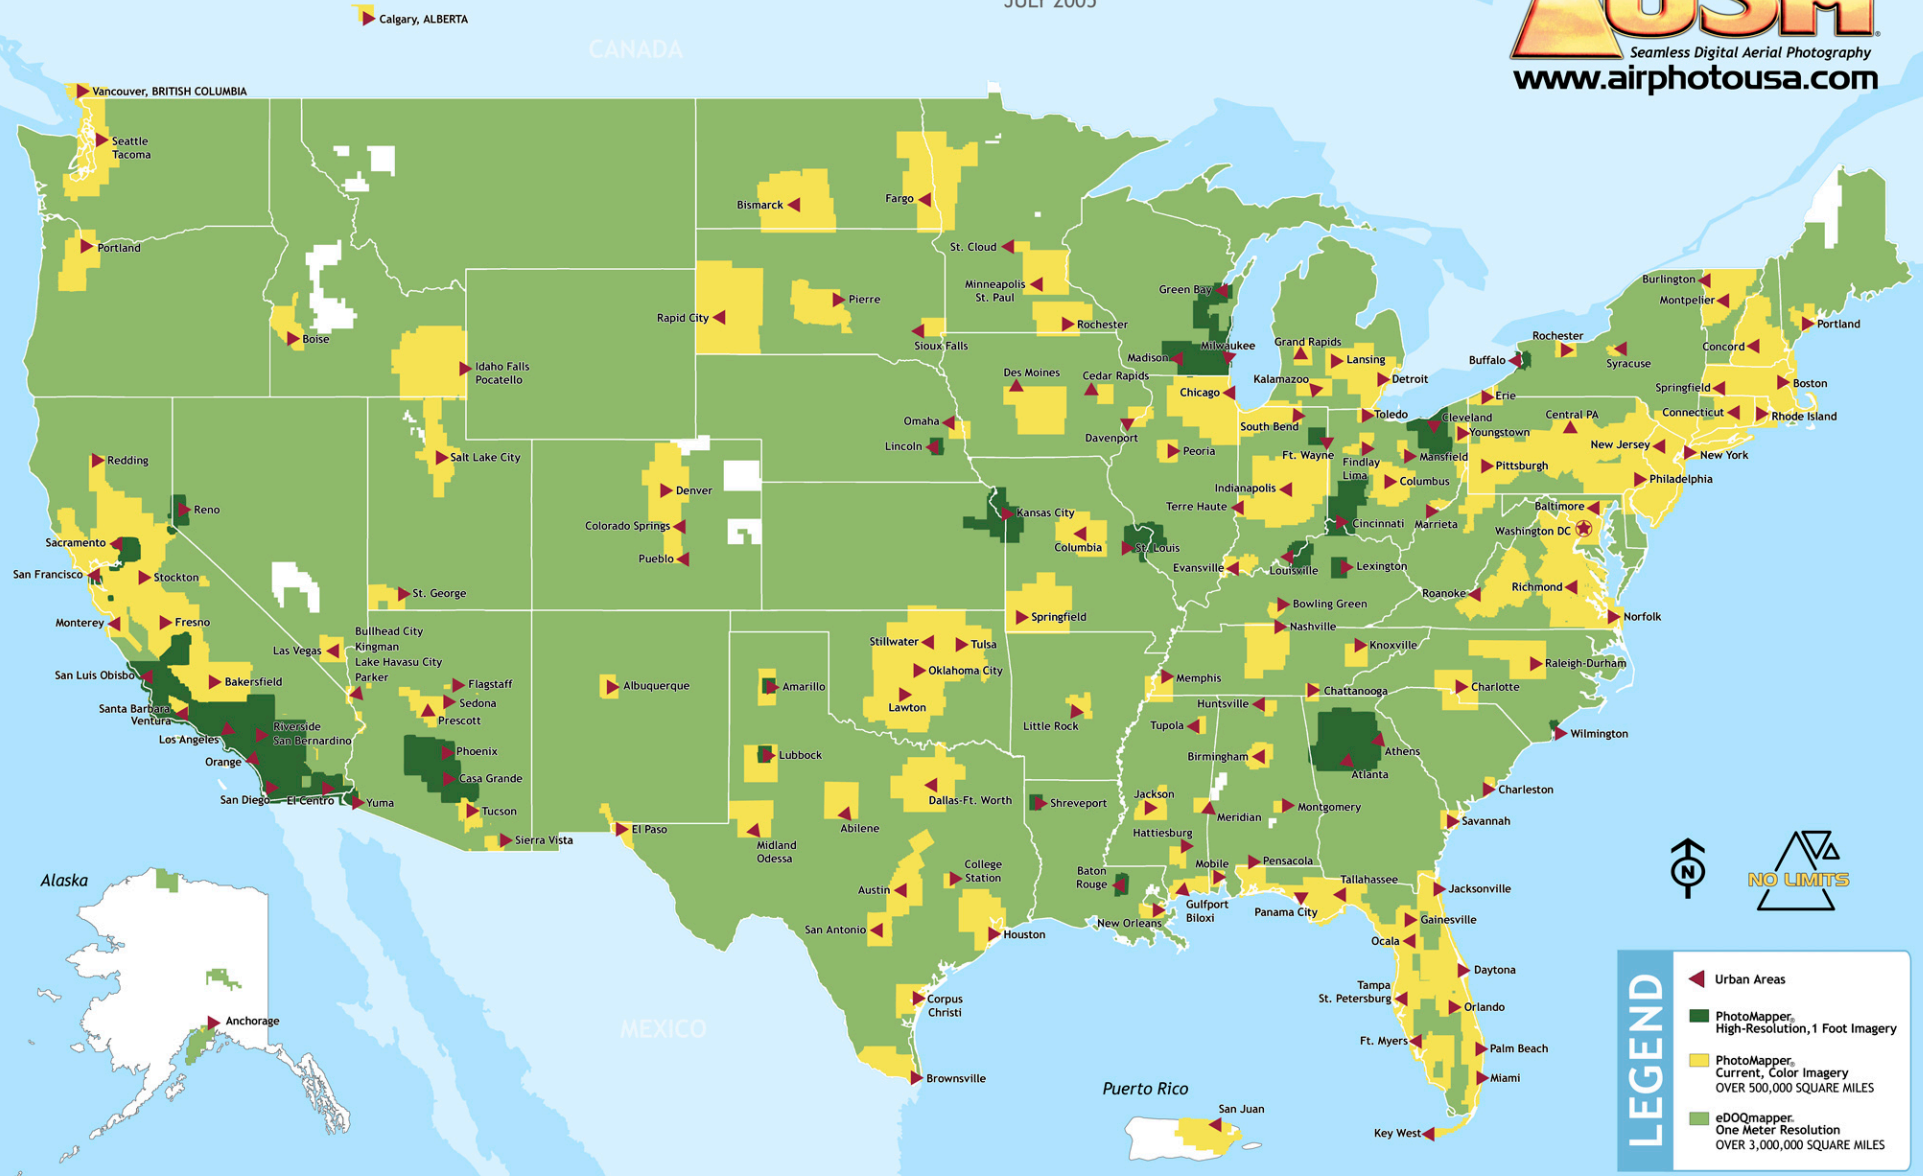 JULY 2005
USA
Seamless Digital Aerial Photography
www.airphotousa.com
Calgary, ALBERTA
CANADA
Vancouver, BRITISH COLUMBIA
Seattle
Tacoma
Portland
Boise
Idaho Falls
Pocatello
Salt Lake City
Bismarck
Fargo
Rapid City
Pierre
Sioux Falls
St. Cloud
Minneapolis
St. Paul
Rochester
Green Bay
Madison
Milwaukee
Des Moines
Cedar Rapids
Davenport
Omaha
Lincoln
Chicago
Peoria
Grand Rapids
Lansing
Kalamazoo
Detroit
South Bend
Ft. Wayne
Toledo
Findlay
Lima
Cleveland
Youngstown
Mansfield
Columbus
Marrieta
Cincinnati
Indianapolis
Terre Haute
Evansville
Louisville
Lexington
Bowling Green
Nashville
Knoxville
Chattanooga
Memphis
Buffalo
Rochester
Syracuse
Erie
Central PA
Pittsburgh
Burlington
Montpelier
Portland
Concord
Springfield
Boston
Connecticut
Rhode Island
New Jersey
New York
Philadelphia
Baltimore
Washington DC
Richmond
Roanoke
Norfolk
Raleigh-Durham
Charlotte
Wilmington
Charleston
Savannah
Redding
Reno
Sacramento
San Francisco
Stockton
Monterey
Fresno
San Luis Obisbo
Bakersfield
Santa Barbara
Ventura
Los Angeles
Riverside
San Bernardino
Orange
San Diego
El Centro
Yuma
Las Vegas
Bullhead City
Kingman
Lake Havasu City
Parker
St. George
Flagstaff
Sedona
Prescott
Phoenix
Casa Grande
Tucson
Sierra Vista
Denver
Colorado Springs
Pueblo
Albuquerque
El Paso
Kansas City
Columbia
St. Louis
Springfield
Stillwater
Tulsa
Oklahoma City
Lawton
Amarillo
Lubbock
Midland
Odessa
Abilene
Dallas-Ft. Worth
Austin
College
Station
San Antonio
Houston
Corpus
Christi
Brownsville
Little Rock
Shreveport
Baton
Rouge
New Orleans
Jackson
Hattiesburg
Meridian
Gulfport
Biloxi
Mobile
Tupola
Huntsville
Birmingham
Montgomery
Athens
Atlanta
Pensacola
Panama City
Tallahassee
Jacksonville
Gainesville
Ocala
Daytona
Tampa
St. Petersburg
Orlando
Ft. Myers
Palm Beach
Miami
Key West
Alaska
Anchorage
MEXICO
Puerto Rico
San Juan
N
NO LIMITS
LEGEND
Urban Areas
PhotoMapper®
High-Resolution,1 Foot Imagery
PhotoMapper®
Current, Color Imagery
OVER 500,000 SQUARE MILES
eDOQmapper
One Meter Resolution
OVER 3,000,000 SQUARE MILES